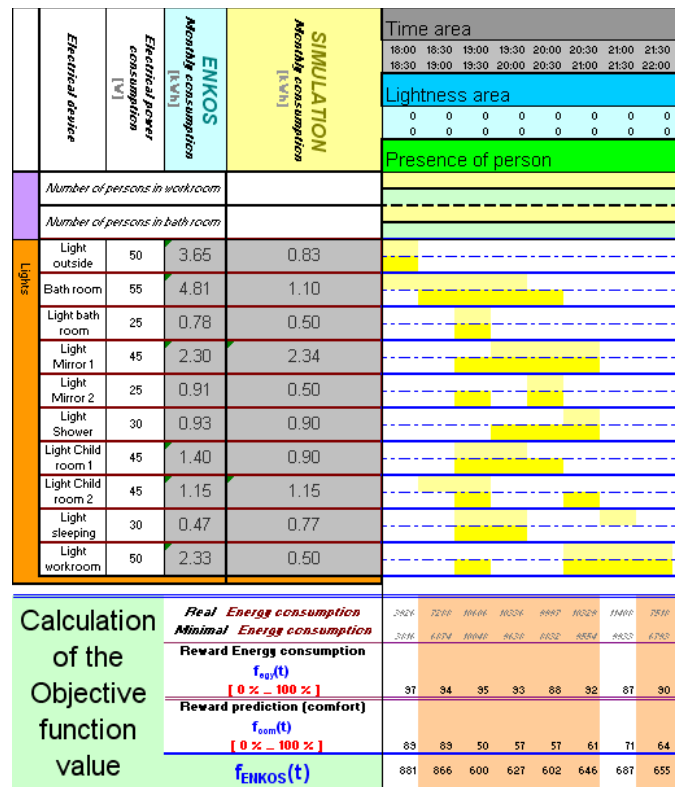 Time area
18:00 18:30 19:00 19:30 20:00 20:30 21:00 21:30
18:30 19:00 19:30 20:00 20:30 21:00 21:30 22:00
Lightness area
0 0 0 0 0 0 0 0
0 0 0 0 0 0 0 0
Presence of person
Electrical device
Electrical power
consumption
[W]
ENKOS
Monthly consumption
[kWh]
SIMULATION
Monthly consumption
[kWh]
Number of persons in workroom
Number of persons in bath room
Lights
Light
outside
50 3.65 0.83
Bath room 55 4.81 1.10
Light bath
room
25 0.78 0.50
Light
Mirror 1
45 2.30 2.34
Light
Mirror 2
25 0.91 0.50
Light
Shower
30 0.93 0.90
Light Child
room 1
45 1.40 0.90
Light Child
room 2
45 1.15 1.15
Light
sleeping
30 0.47 0.77
Light
workroom
50 2.33 0.50
Calculation
of the
Objective
function
value
Real Energy consumption
Minimal Energy consumption
Reward Energy consumption
f egy(t)
[ 0 % _ 100 % ]
97 94 95 93 88 92 87 90
Reward prediction (comfort)
f com(t)
[ 0 % _ 100 % ]
89 89 50 57 57 61 71 64
f ENKOS(t)
881 866 600 627 602 646 687 655